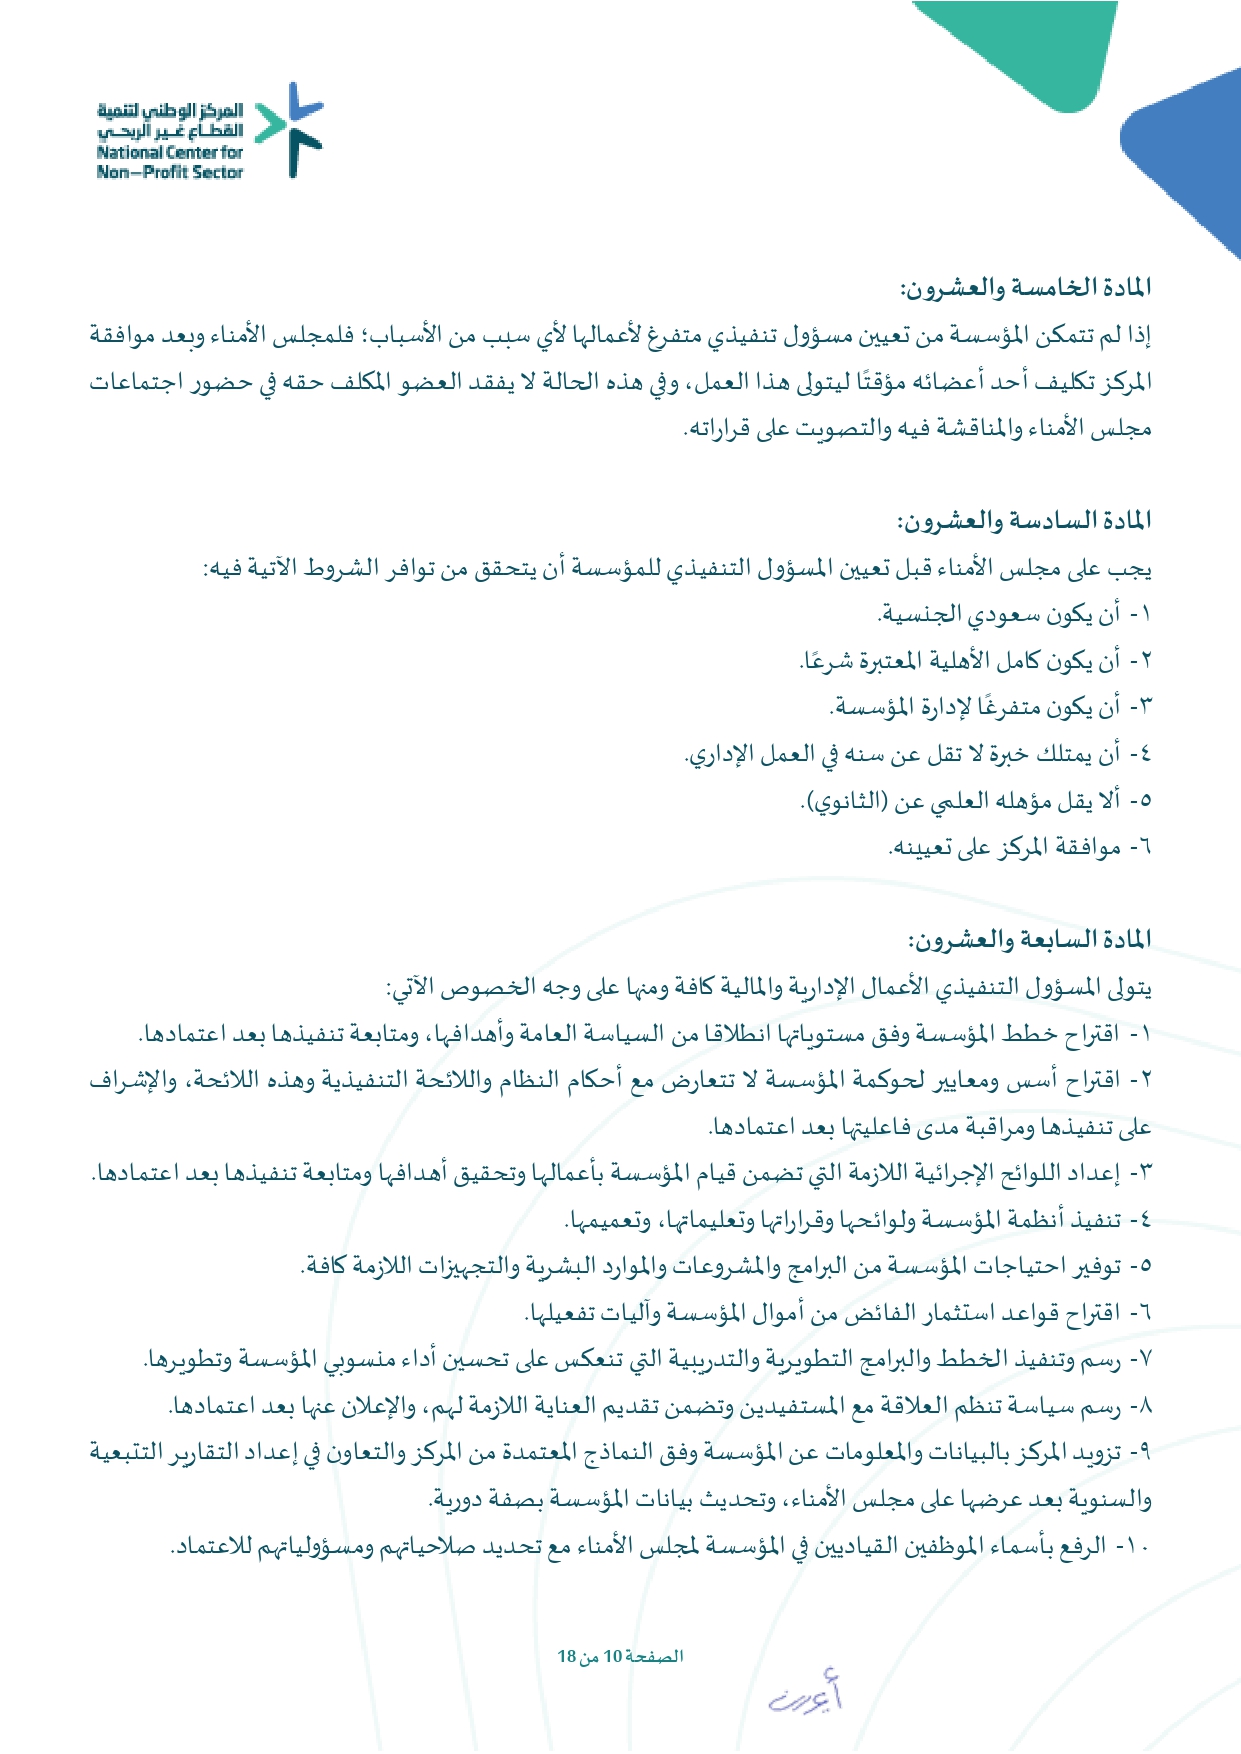 المركز الوطني لتنمية
القطاع غير الربحي
National Center for
Non–Profit Sector
المادة الخامسة والعشرون:
إذا لم تتمكن المؤسسة من تعيين مسؤول تنفيذي متفرغ لأعمالها لأي سبب من الأسباب؛ فلمجلس الأمناء وبعد موافقة
المركز تكليف أحد أعضائه مؤقتًا ليتولى هذا العمل، وفي هذه الحالة لا يفقد العضو المكلف حقه في حضور اجتماعات
مجلس الأمناء والمناقشة فيه والتصويت على قراراته.
المادة السادسة والعشرون:
يجب على مجلس الأمناء قبل تعيين المسؤول التنفيذي للمؤسسة أن يتحقق من توافر الشروط الآتية فيه:
١- أن يكون سعودي الجنسية.
٢- أن يكون كامل الأهلية المعتبرة شرعًا.
٣- أن يكون متفرغًا لإدارة المؤسسة.
٤- أن يمتلك خبرة لا تقل عن سنه في العمل الإداري.
٥- ألا يقل مؤهله العلمي عن (الثانوي).
٦- موافقة المركز على تعيينه.
المادة السابعة والعشرون:
يتولى المسؤول التنفيذي الأعمال الإدارية والمالية كافة ومنها على وجه الخصوص الآتي:
١- اقتراح خطط المؤسسة وفق مستوياتها انطلاقا من السياسة العامة وأهدافها، ومتابعة تنفيذها بعد اعتمادها.
٢- اقتراح أسس ومعايير لحوكمة المؤسسة لا تتعارض مع أحكام النظام واللائحة التنفيذية وهذه اللائحة، والإشراف
على تنفيذها ومراقبة مدى فاعليتها بعد اعتمادها.
٣- إعداد اللوائح الإجرائية اللازمة التي تضمن قيام المؤسسة بأعمالها وتحقيق أهدافها ومتابعة تنفيذها بعد اعتمادها.
٤- تنفيذ أنظمة المؤسسة ولوائحها وقراراتها وتعليماتها، وتعميمها.
٥- توفير احتياجات المؤسسة من البرامج والمشروعات والموارد البشرية والتجهيزات اللازمة كافة.
٦- اقتراح قواعد استثمار الفائض من أموال المؤسسة وآليات تفعيلها.
٧- رسم وتنفيذ الخطط والبرامج التطويرية والتدريبية التي تنعكس على تحسين أداء منسوبي المؤسسة وتطويرها.
٨- رسم سياسة تنظم العلاقة مع المستفيدين وتضمن تقديم العناية اللازمة لهم، والإعلان عنها بعد اعتمادها.
٩- تزويد المركز بالبيانات والمعلومات عن المؤسسة وفق النماذج المعتمدة من المركز والتعاون في إعداد التقارير التتبعية
والسنوية بعد عرضها على مجلس الأمناء، وتحديث بيانات المؤسسة بصفة دورية.
١٠- الرفع بأسماء الموظفين القياديين في المؤسسة لمجلس الأمناء مع تحديد صلاحياتهم ومسؤولياتهم للاعتماد.
الصفحة 10 من 18